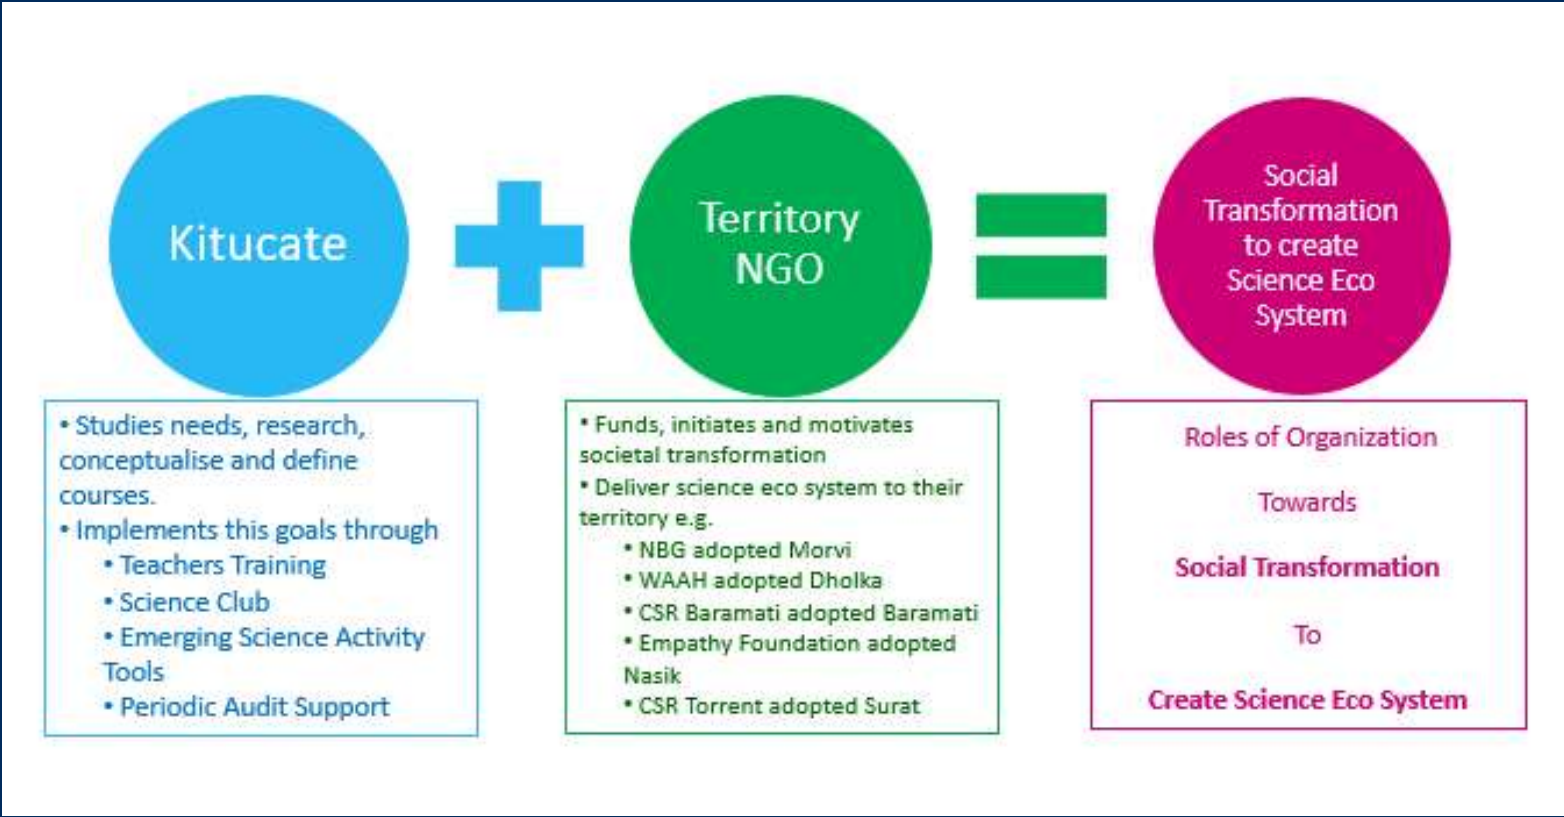 Kitucate
Territory
NGO
Social
Transformation
to create
Science Eco
System
• Studies needs, research,
conceptualise and define
courses.
• Implements this goals through
• Teachers Training
• Science Club
• Emerging Science Activity
Tools
• Periodic Audit Support
• Funds, initiates and motivates
societal transformation
• Deliver science eco system to their
territory e.g.
• NBG adopted Morvi
• WAAH adopted Dholka
• CSR Baramati adopted Baramati
• Empathy Foundation adopted
Nasik
• CSR Torrent adopted Surat
Roles of Organization
Towards
Social Transformation
To
Create Science Eco System